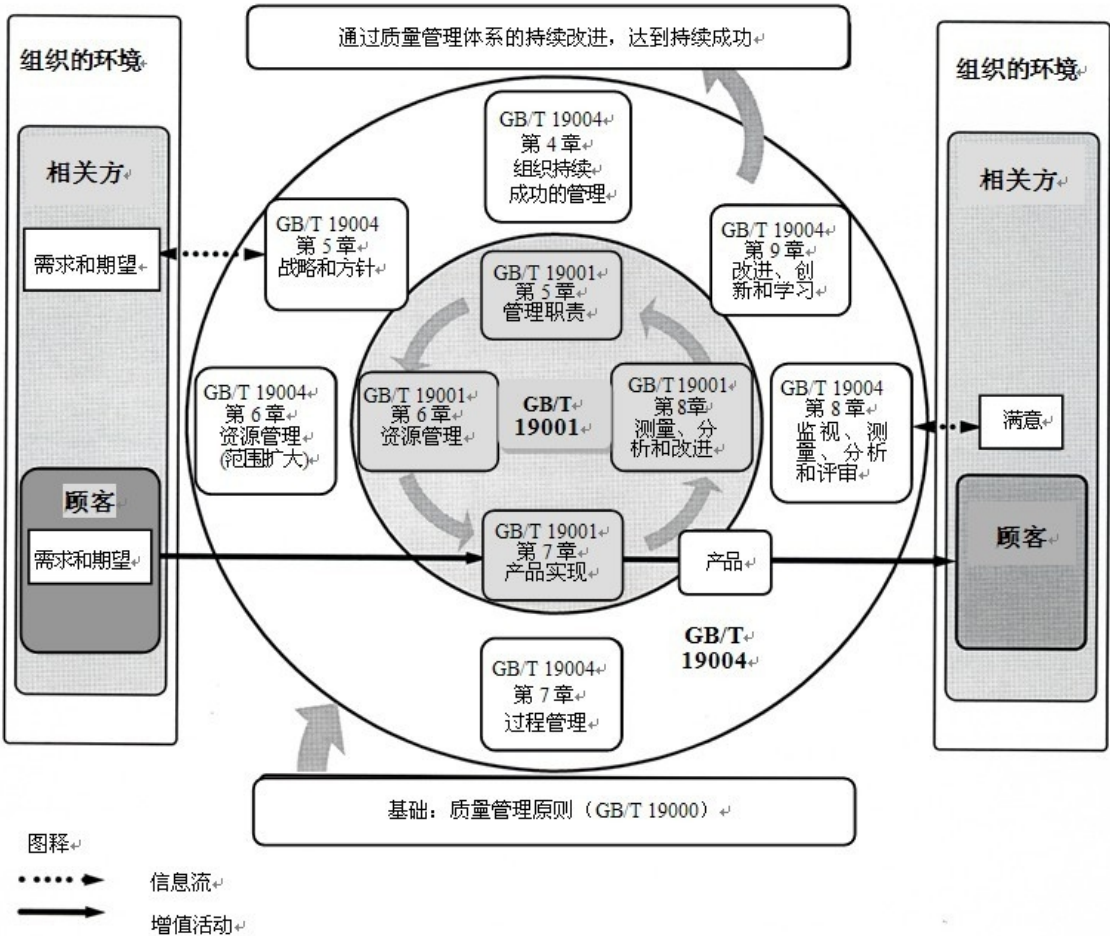 通过质量管理体系的持续改进，达到持续成功
组织的环境
相关方
需求和期望
顾客
需求和期望
GB/T 19004
第 4 章
组织持续
成功的管理
GB/T 19004
第 5 章
战略和方针
GB/T 19004
第 9 章
改进、创
新和学习
GB/T 19001
第 5 章
管理职责
GB/T 19004
第 6 章
资源管理
(范围扩大)
GB/T 19001
第 6 章
资源管理
GB/T
19001
GB/T19001
第8章
测量、分
析和改进
GB/T 19004
第 8 章
监视、测
量、分析
和评审
GB/T 19001
第 7 章
产品实现
产品
GB/T
19004
GB/T 19004
第 7 章
过程管理
组织的环境
相关方
满意
顾客
基础：质量管理原则（GB/T 19000）
图释
信息流
增值活动